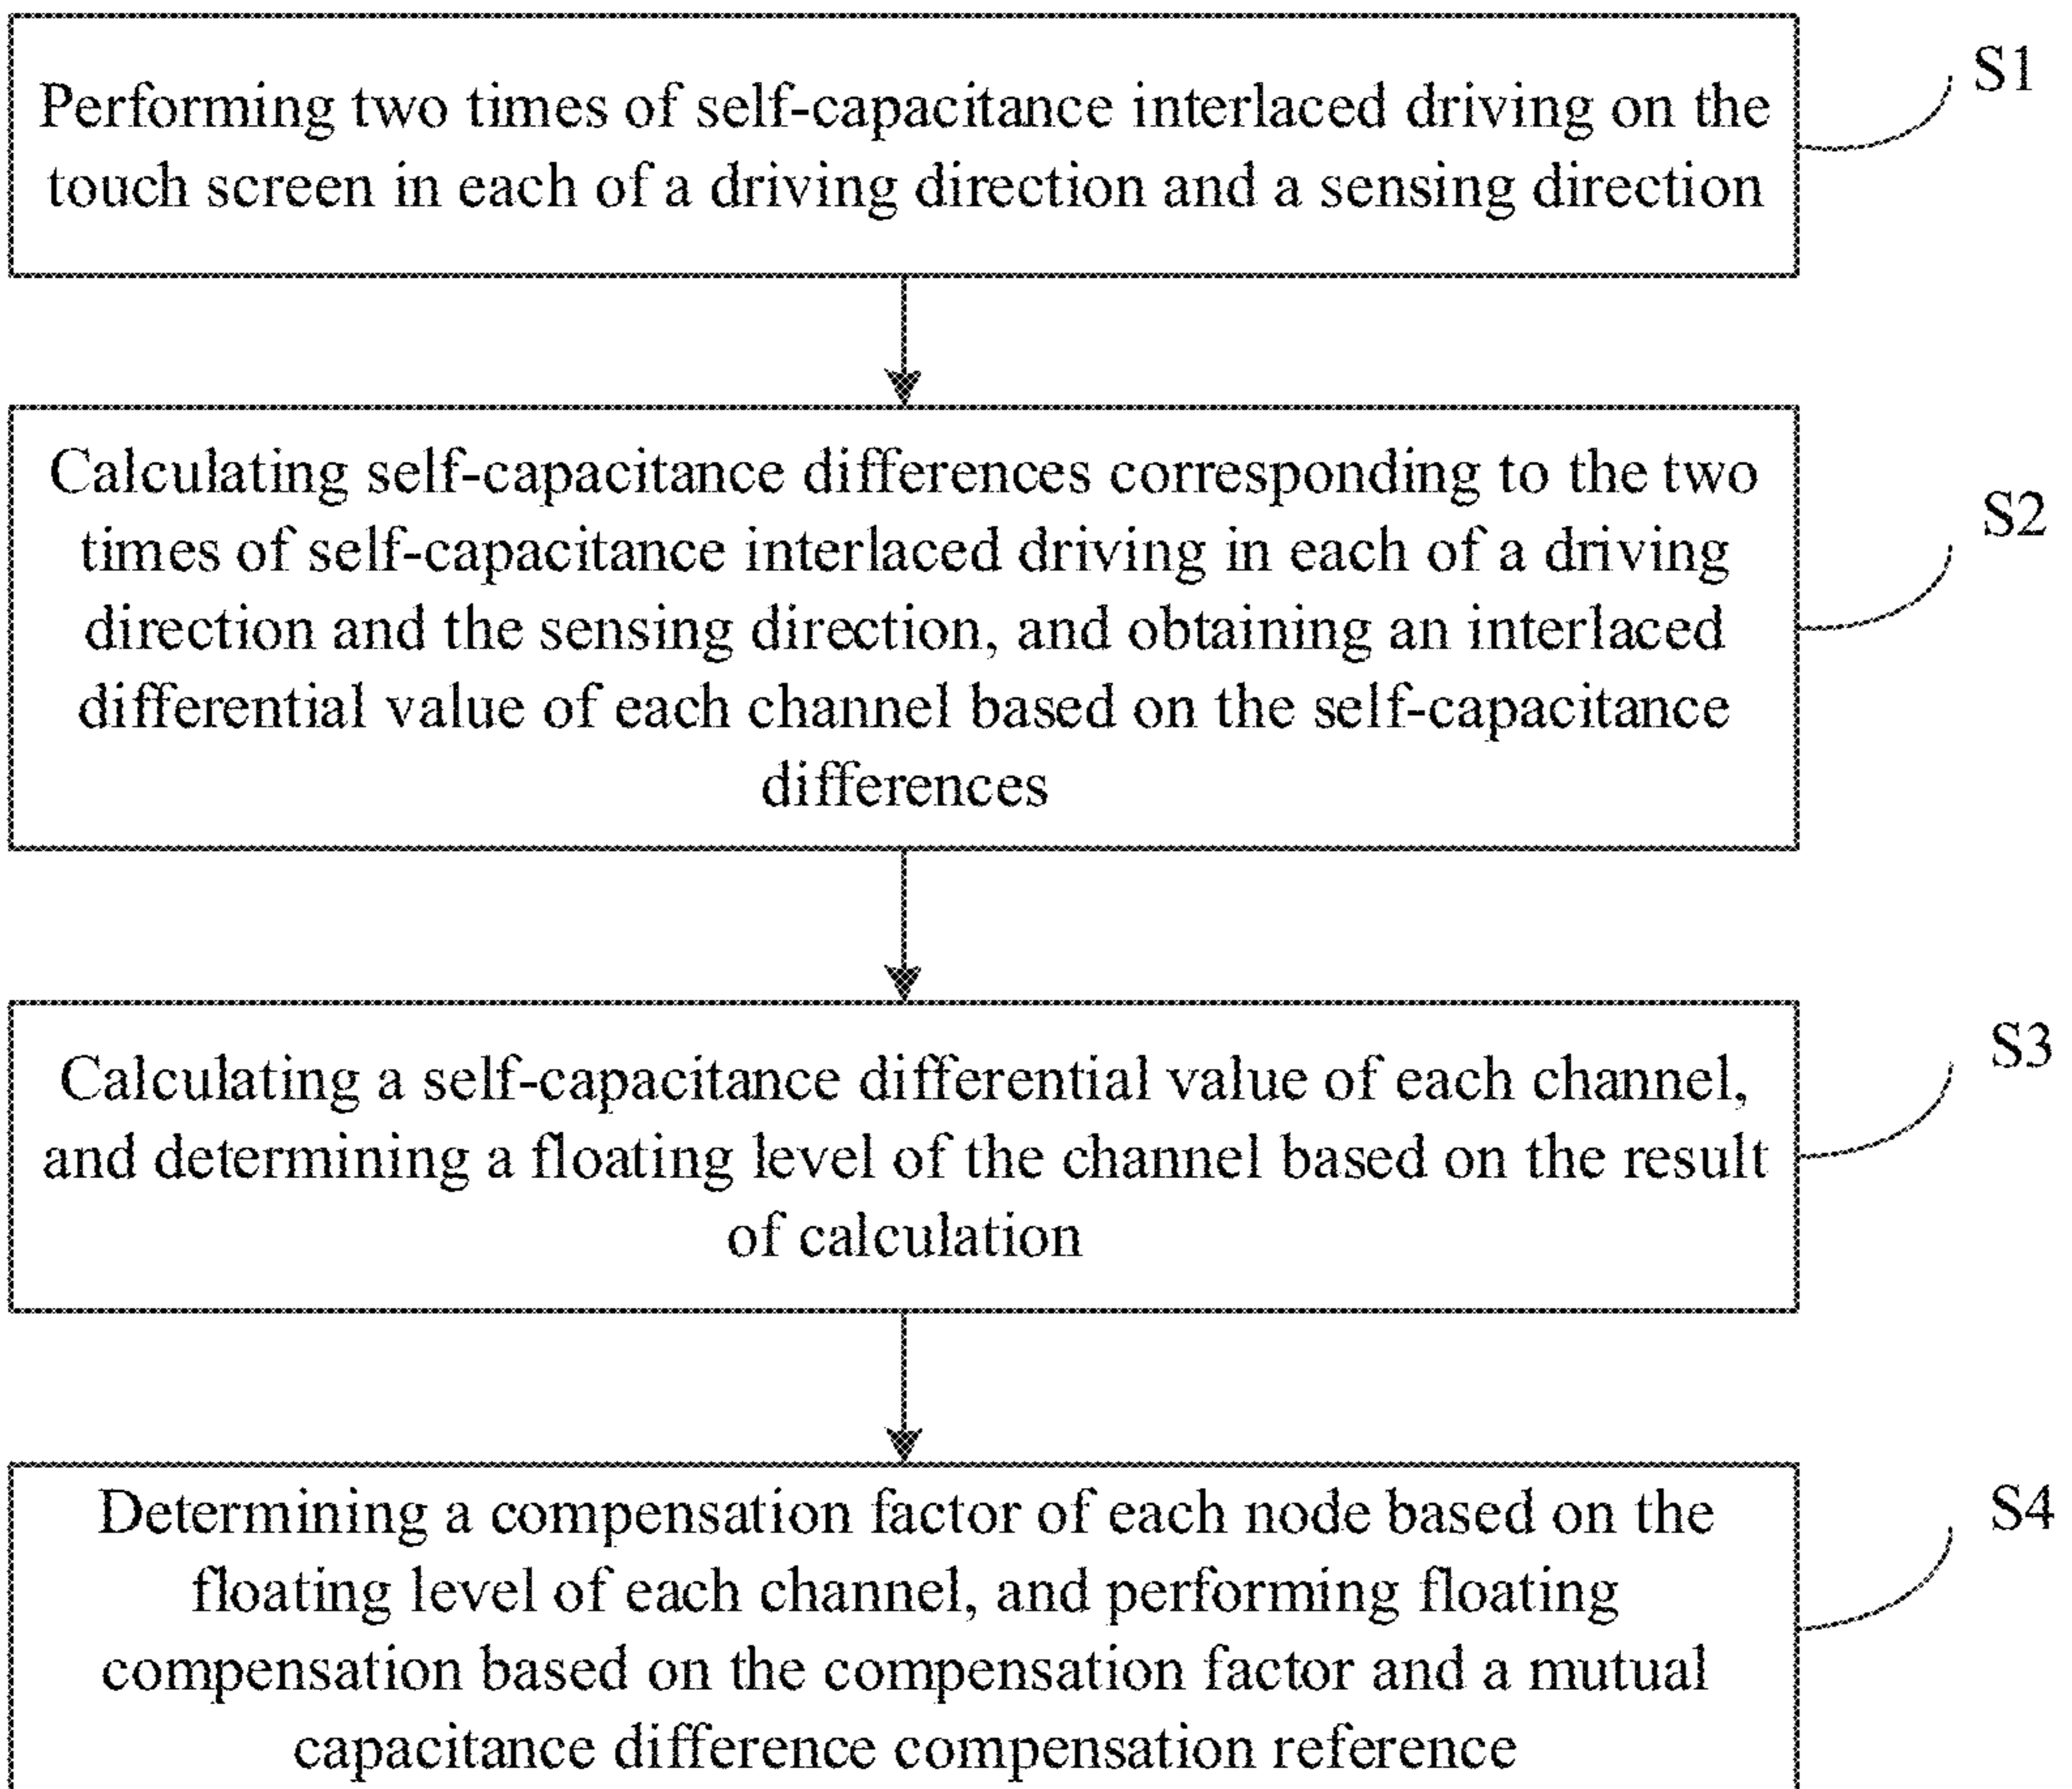 Performing two times of self-capacitance interlaced driving on the
touch screen in each of a driving direction and a sensing direction
S1
Calculating self-capacitance differences corresponding to the two
times of self-capacitance interlaced driving in each of a driving
direction and the sensing direction, and obtaining an interlaced
differential value of each channel based on the self-capacitance
differences
S2
Calculating a self-capacitance differential value of each channel,
and determining a floating level of the channel based on the result
of calculation
S3
Determining a compensation factor of each node based on the
floating level of each channel, and performing floating
compensation based on the compensation factor and a mutual
capacitance difference compensation reference
S4